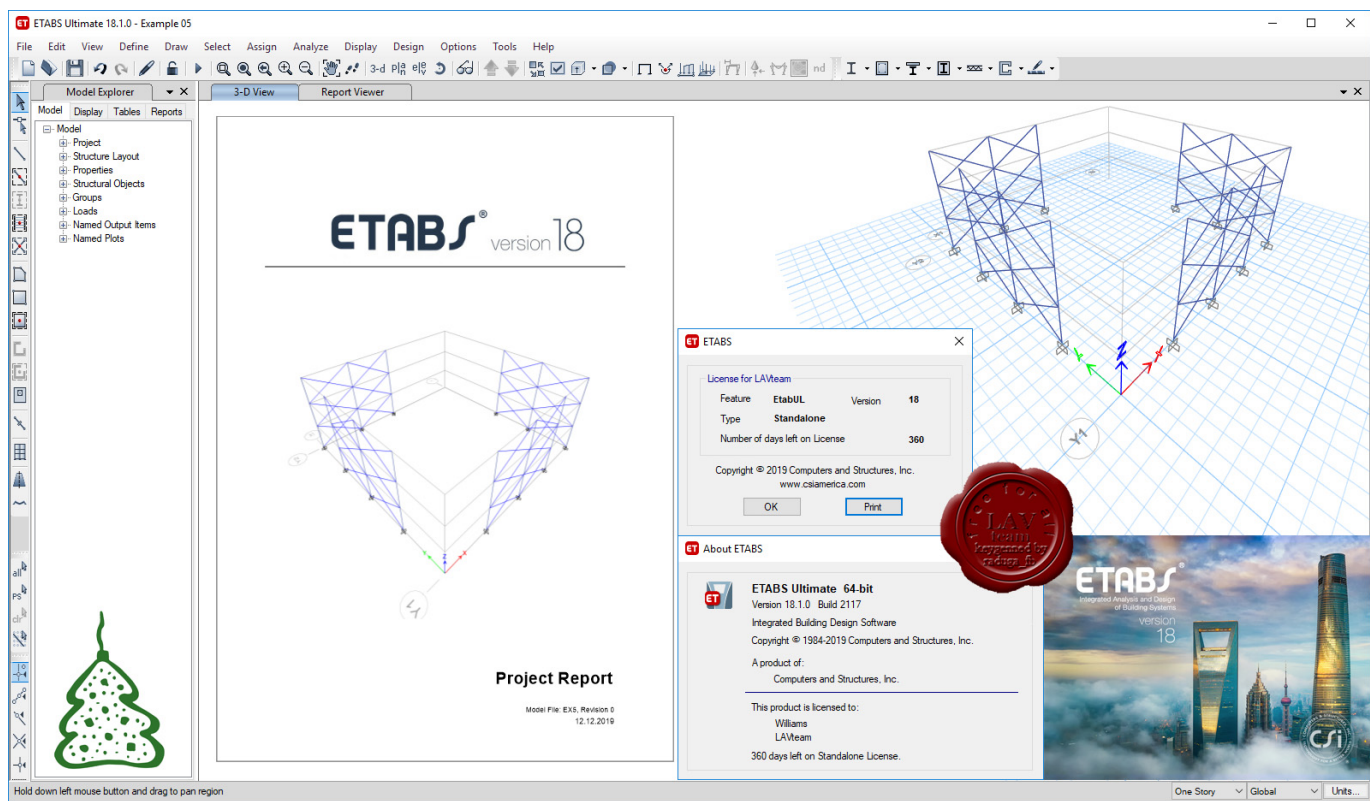 ETABS Ultimate 18.1.0 - Example 05
File Edit View Define Draw Select Assign Analyze Display Design Options Tools Help
3-d
nd
Model Explorer
3-D View
Report Viewer
Model Display Tables Reports
Model
Project
Structure Layout
Properties
Structural Objects
Groups
Loads
Named Output Items
Named Plots
all
PS
clr
ETABS® version 18
Y X Z
Project Report
Model File: EX5, Revision 0
12.12.2019
Y Z X
ETABS
License for LAVteam
Feature EtabUL Version 18
Type Standalone
Number of days left on License 360
Copyright © 2019 Computers and Structures, Inc.
www.csiamerica.com
OK Print
LAV
team
keygenned by
About ETABS
ETABS Ultimate 64-bit
Version 18.1.0 Build 2117
Integrated Building Design Software
Copyright © 1984-2019 Computers and Structures, Inc.
A product of:
Computers and Structures, Inc.
This product is licensed to:
Williams
LAVteam
360 days left on Standalone License.
ETABS®
Integrated Analysis and Design
of Building Systems
version
18
CSi
Hold down left mouse button and drag to pan region
One Story Global Units...